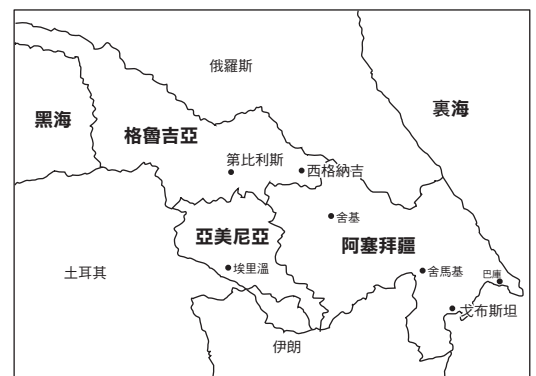 俄羅斯
黑海
裏海
格魯吉亞
第比利斯
西格納吉
舍基
亞美尼亞
阿塞拜疆
埃里溫
舍馬基
巴庫
土耳其
戈布斯坦
伊朗